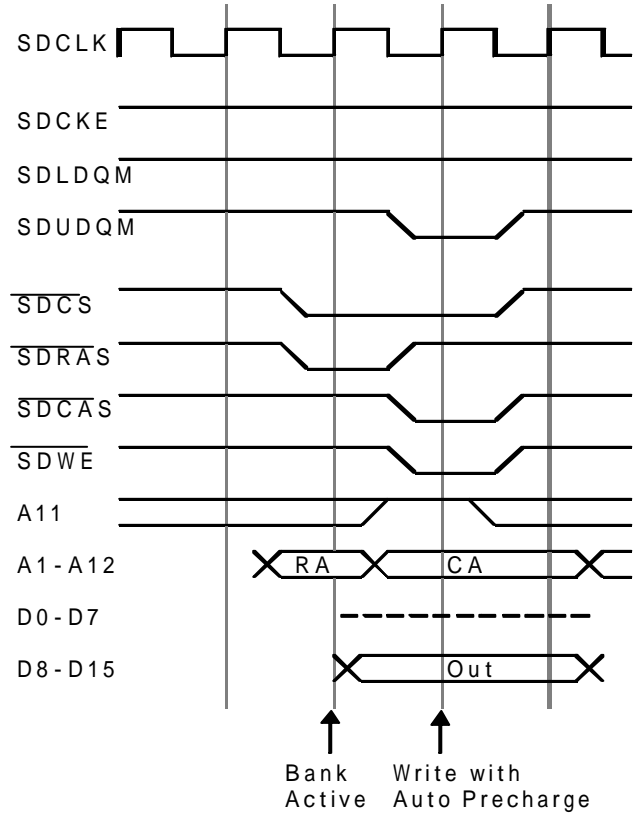 SDCLK
SDCKE
SDLDQM
SDUDQM
SDCS
SDRAS
SDCAS
SDWE
A11
A1-A12
RA
CA
D0-D7
D8-D15
Out
Bank
Active
Write with
Auto Precharge